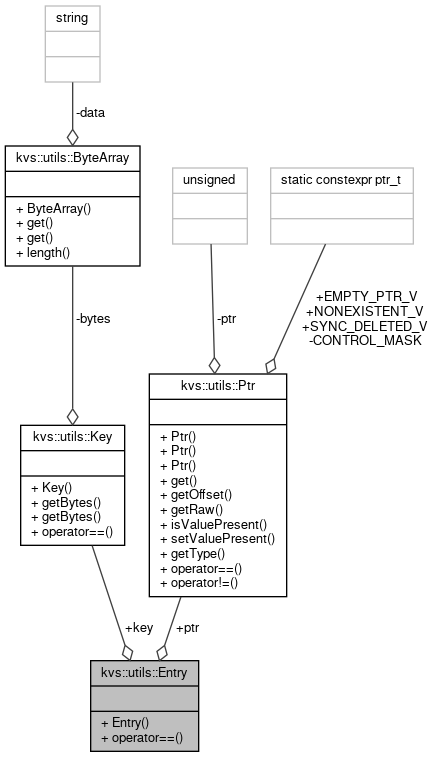 string
-data
kvs::utils::ByteArray
+ ByteArray()
+ get()
+ get()
+ length()
unsigned
static constexpr ptr_t
-bytes
-ptr
+EMPTY_PTR_V
+NONEXISTENT_V
+SYNC_DELETED_V
-CONTROL_MASK
kvs::utils::Ptr
+ Ptr()
+ Ptr()
+ Ptr()
+ get()
+ getOffset()
+ getRaw()
+ isValuePresent()
+ setValuePresent()
+ getType()
+ operator==()
+ operator!=()
kvs::utils::Key
+ Key()
+ getBytes()
+ getBytes()
+ operator==()
+key
+ptr
kvs::utils::Entry
+ Entry()
+ operator==()